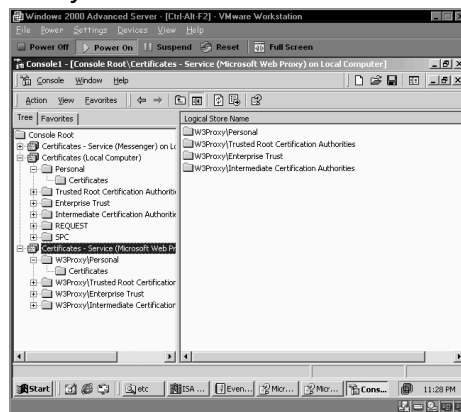 Windows 2000 Advanced Server - [Ctrl-Alt-F2] - VMware Workstation
File Power Settings Devices View Help
Power Off Power On Suspend Reset Full Screen
Console1 - [Console Root\Certificates - Service (Microsoft Web Proxy) on Local Computer]
Console Window Help
Action View Favorites
Tree Favorites
Logical Store Name
Console Root
Certificates - Service (Messenger) on Lo
Certificates (Local Computer)
Personal
Certificates
Trusted Root Certification Authoritie
Enterprise Trust
Intermediate Certification Authoritie
REQUEST
SPC
Certificates - Service (Microsoft Web Pr
W3Proxy\Personal
Certificates
W3Proxy\Trusted Root Certification
W3Proxy\Enterprise Trust
W3Proxy\Intermediate Certification
W3Proxy\Personal
W3Proxy\Trusted Root Certification Authorities
W3Proxy\Enterprise Trust
W3Proxy\Intermediate Certification Authorities
Start etc ISA ... Even... Micr... Micr... Cons... 11:28 PM